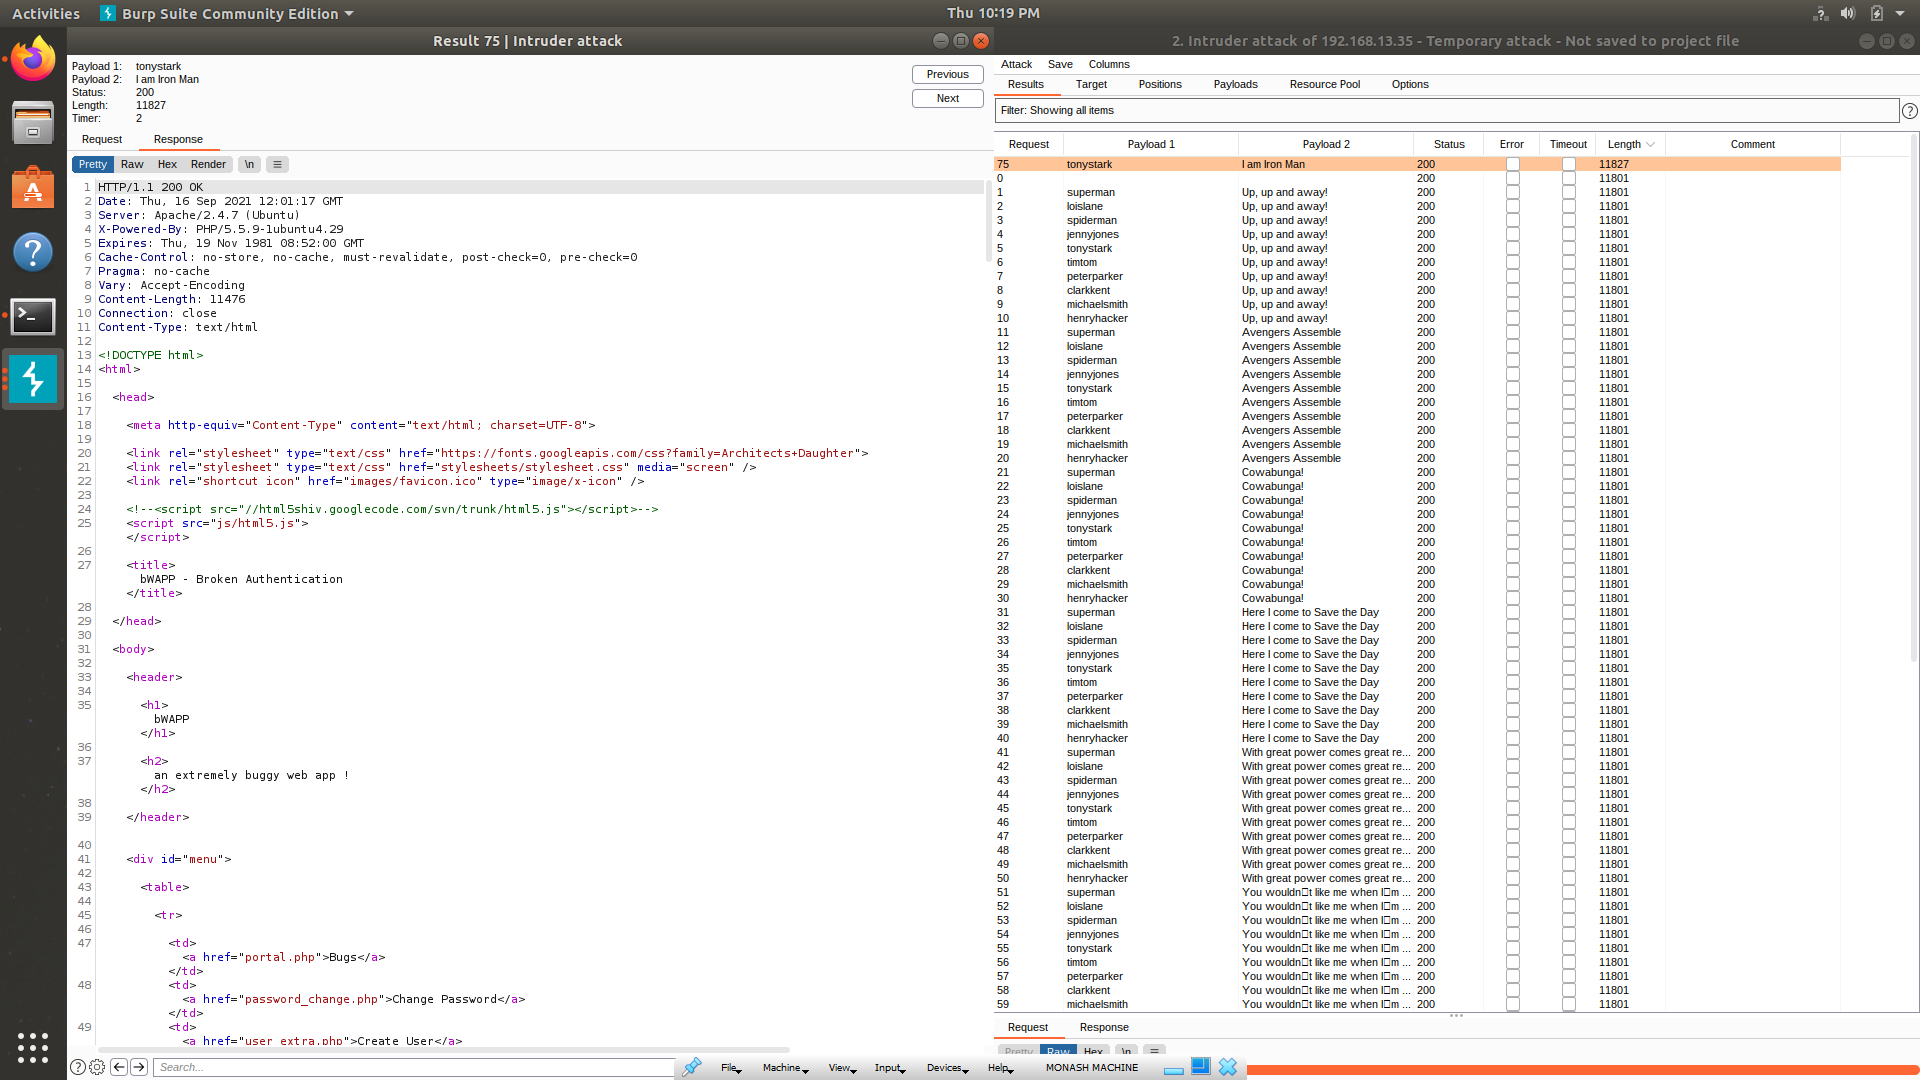 Activities Burp Suite Community Edition Thu 10:19 PM
Result 75 | Intruder attack
Payload 1: tonystark
Payload 2: I am Iron Man
Status: 200
Length: 11827
Timer: 2
Previous
Next
Request Response
Pretty Raw Hex Render \n
1 HTTP/1.1 200 OK
2 Date: Thu, 16 Sep 2021 12:01:17 GMT
3 Server: Apache/2.4.7 (Ubuntu)
4 X-Powered-By: PHP/5.5.9-1ubuntu4.29
5 Expires: Thu, 19 Nov 1981 08:52:00 GMT
6 Cache-Control: no-store, no-cache, must-revalidate, post-check=0, pre-check=0
7 Pragma: no-cache
8 Vary: Accept-Encoding
9 Content-Length: 11476
10 Connection: close
11 Content-Type: text/html
12
13 <!DOCTYPE html>
14 <html>
15
16 <head>
17
18 <meta http-equiv="Content-Type" content="text/html; charset=UTF-8">
19
20 <link rel="stylesheet" type="text/css" href="https://fonts.googleapis.com/css?family=Architects+Daughter">
21 <link rel="stylesheet" type="text/css" href="stylesheets/stylesheet.css" media="screen" />
22 <link rel="shortcut icon" href="images/favicon.ico" type="image/x-icon" />
23
24 <!--<script src="//html5shiv.googlecode.com/svn/trunk/html5.js"></script>-->
25 <script src="js/html5.js">
</script>
26
27 <title>
bWAPP - Broken Authentication
</title>
28
29 </head>
30
31 <body>
32
33 <header>
34
35 <h1>
bWAPP
</h1>
36
37 <h2>
an extremely buggy web app !
</h2>
38
39 </header>
40
41 <div id="menu">
42
43 <table>
44
45 <tr>
46
47 <td>
<a href="portal.php">Bugs</a>
</td>
48 <td>
<a href="password_change.php">Change Password</a>
</td>
49 <td>
<a href="user_extra.php">Create User</a>
Search...
2. Intruder attack of 192.168.13.35 - Temporary attack - Not saved to project file
Attack Save Columns
Results Target Positions Payloads Resource Pool Options
Filter: Showing all items
Request Payload 1 Payload 2 Status Error Timeout Length Comment
75 tonystark I am Iron Man 200 11827
0 200 11801
1 superman Up, up and away! 200 11801
2 loislane Up, up and away! 200 11801
3 spiderman Up, up and away! 200 11801
4 jennyjones Up, up and away! 200 11801
5 tonystark Up, up and away! 200 11801
6 timtom Up, up and away! 200 11801
7 peterparker Up, up and away! 200 11801
8 clarkkent Up, up and away! 200 11801
9 michaelsmith Up, up and away! 200 11801
10 henryhacker Up, up and away! 200 11801
11 superman Avengers Assemble 200 11801
12 loislane Avengers Assemble 200 11801
13 spiderman Avengers Assemble 200 11801
14 jennyjones Avengers Assemble 200 11801
15 tonystark Avengers Assemble 200 11801
16 timtom Avengers Assemble 200 11801
17 peterparker Avengers Assemble 200 11801
18 clarkkent Avengers Assemble 200 11801
19 michaelsmith Avengers Assemble 200 11801
20 henryhacker Avengers Assemble 200 11801
21 superman Cowabunga! 200 11801
22 loislane Cowabunga! 200 11801
23 spiderman Cowabunga! 200 11801
24 jennyjones Cowabunga! 200 11801
25 tonystark Cowabunga! 200 11801
26 timtom Cowabunga! 200 11801
27 peterparker Cowabunga! 200 11801
28 clarkkent Cowabunga! 200 11801
29 michaelsmith Cowabunga! 200 11801
30 henryhacker Cowabunga! 200 11801
31 superman Here I come to Save the Day 200 11801
32 loislane Here I come to Save the Day 200 11801
33 spiderman Here I come to Save the Day 200 11801
34 jennyjones Here I come to Save the Day 200 11801
35 tonystark Here I come to Save the Day 200 11801
36 timtom Here I come to Save the Day 200 11801
37 peterparker Here I come to Save the Day 200 11801
38 clarkkent Here I come to Save the Day 200 11801
39 michaelsmith Here I come to Save the Day 200 11801
40 henryhacker Here I come to Save the Day 200 11801
41 superman With great power comes great re... 200 11801
42 loislane With great power comes great re... 200 11801
43 spiderman With great power comes great re... 200 11801
44 jennyjones With great power comes great re... 200 11801
45 tonystark With great power comes great re... 200 11801
46 timtom With great power comes great re... 200 11801
47 peterparker With great power comes great re... 200 11801
48 clarkkent With great power comes great re... 200 11801
49 michaelsmith With great power comes great re... 200 11801
50 henryhacker With great power comes great re... 200 11801
51 superman You wouldn□t like me when I□m ... 200 11801
52 loislane You wouldn□t like me when I□m ... 200 11801
53 spiderman You wouldn□t like me when I□m ... 200 11801
54 jennyjones You wouldn□t like me when I□m ... 200 11801
55 tonystark You wouldn□t like me when I□m ... 200 11801
56 timtom You wouldn□t like me when I□m ... 200 11801
57 peterparker You wouldn□t like me when I□m ... 200 11801
58 clarkkent You wouldn□t like me when I□m ... 200 11801
59 michaelsmith You wouldn□t like me when I□m ... 200 11801
Request Response
Pretty Raw Hex \n
File Machine View Input Devices Help MONASH MACHINE